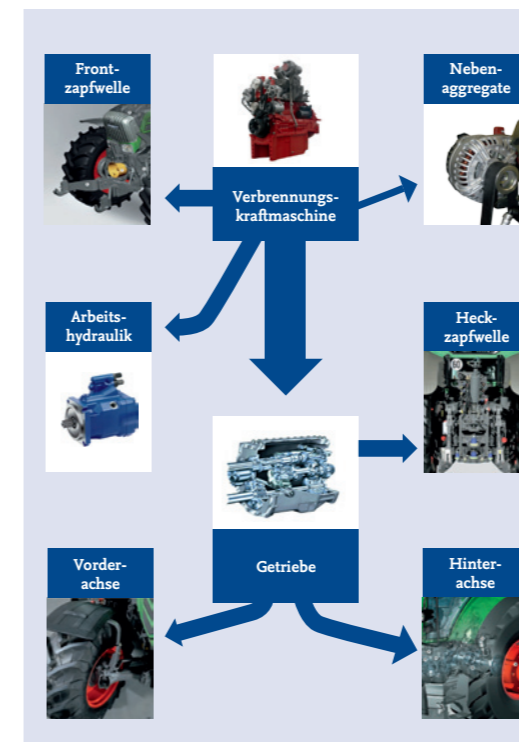 Front-
zapfwelle
Neben-
aggregate
Verbrennungs-
kraftmaschine
Arbeits-
hydraulik
Heck-
zapfwelle
Getriebe
Vorder-
achse
Hinter-
achse